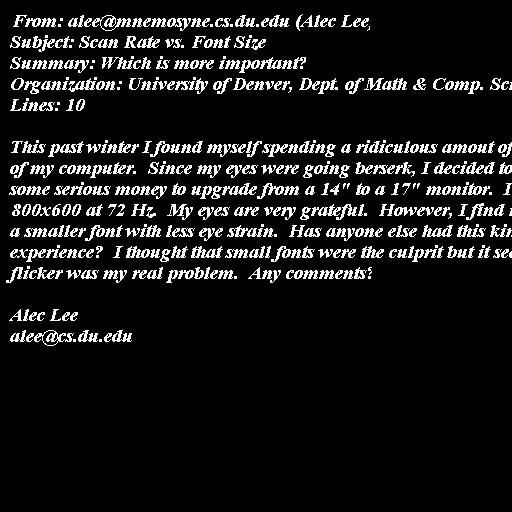 From: alee@mnemosyne.cs.du.edu (Alec Lee)
Subject: Scan Rate vs. Font Size
Summary: Which is more important?
Organization: University of Denver, Dept. of Math & Comp.
Lines: 10

This past winter I found myself spending a ridiculous amout of
of my computer.  Since my eyes were going berserk, I decided to
some serious money to upgrade from a 14" to a 17" monitor.  I
800x600 at 72 Hz.  My eyes are very grateful.  However, I find
a smaller font with less eye strain.  Has anyone else had this
experience?  I thought that small fonts were the culprit but it
flicker was my real problem.  Any comments?

Alec Lee
alee@cs.du.edu